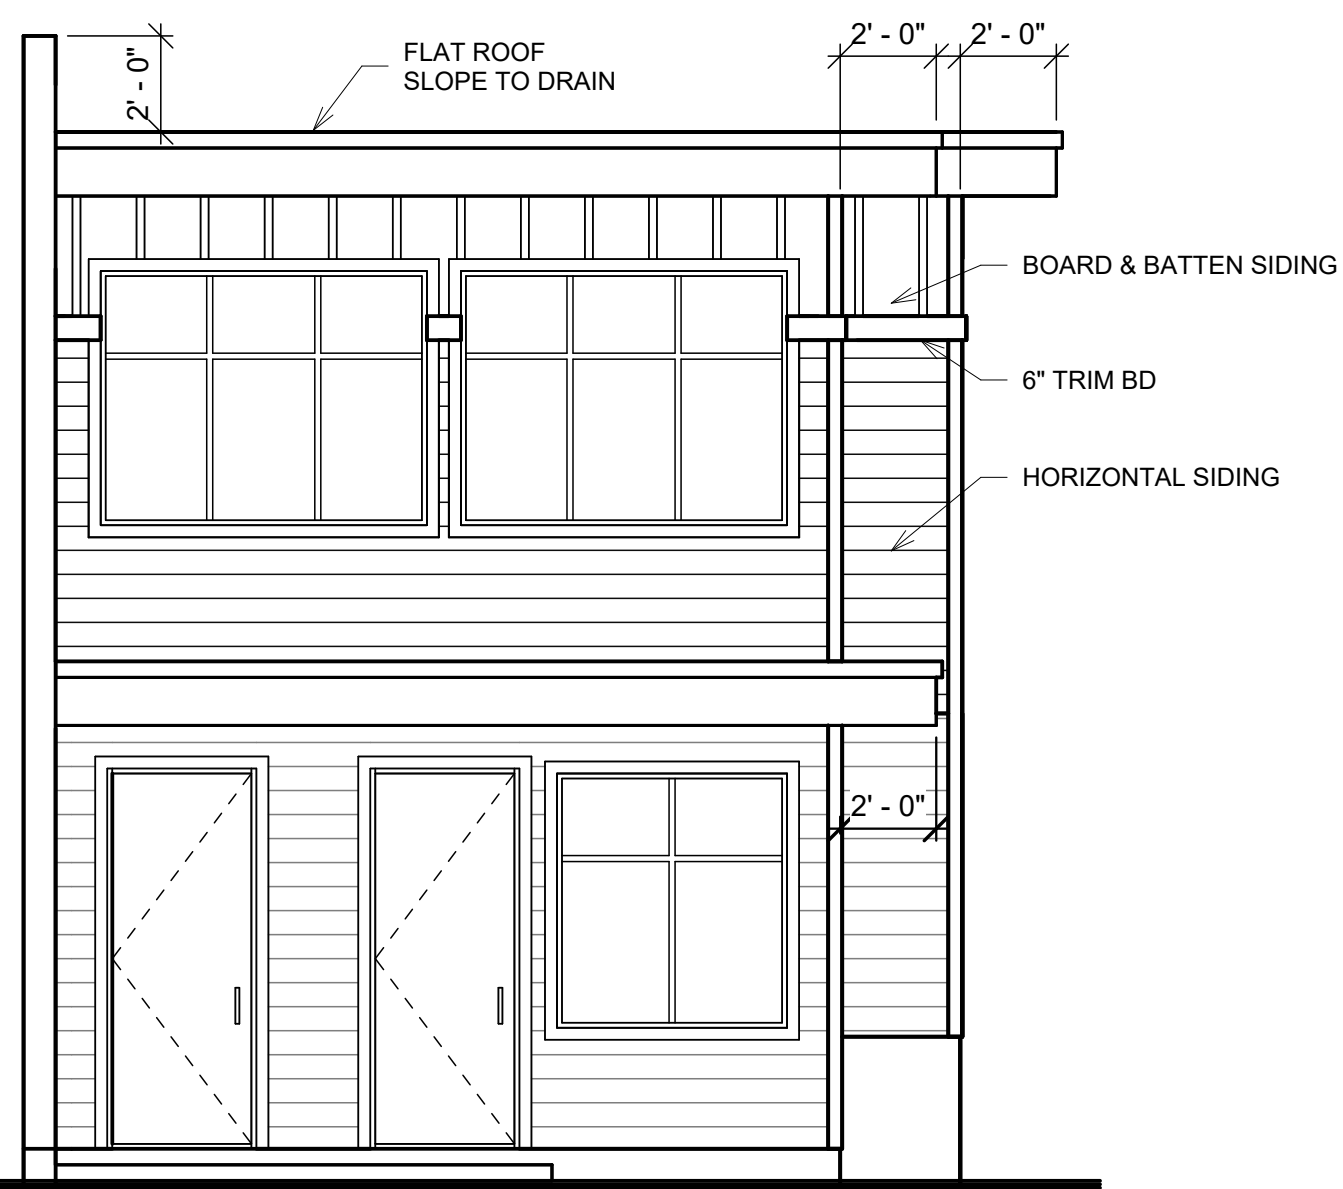 2' - 0"
2' - 0"
2' - 0"
FLAT ROOF
SLOPE TO DRAIN
BOARD & BATTEN SIDING
6" TRIM BD
HORIZONTAL SIDING
2' - 0"